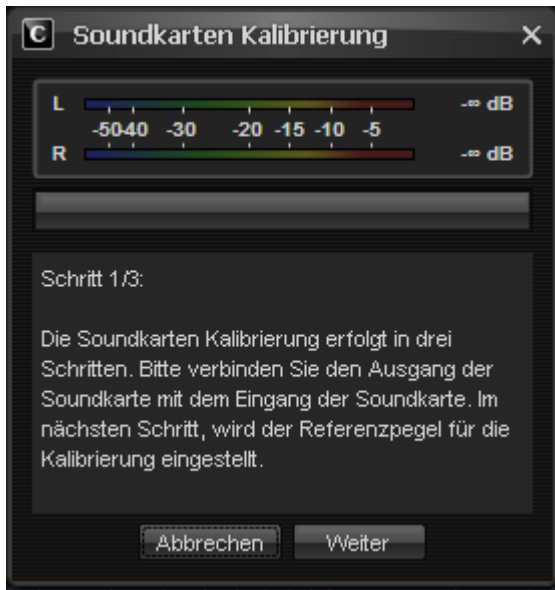 C Soundkarten Kalibrierung ×
L -∞ dB
-50 -40 -30 -20 -15 -10 -5
R -∞ dB
Schritt 1/3:
Die Soundkarten Kalibrierung erfolgt in drei
Schritten. Bitte verbinden Sie den Ausgang der
Soundkarte mit dem Eingang der Soundkarte. Im
nächsten Schritt, wird der Referenzpegel für die
Kalibrierung eingestellt.
Abbrechen Weiter